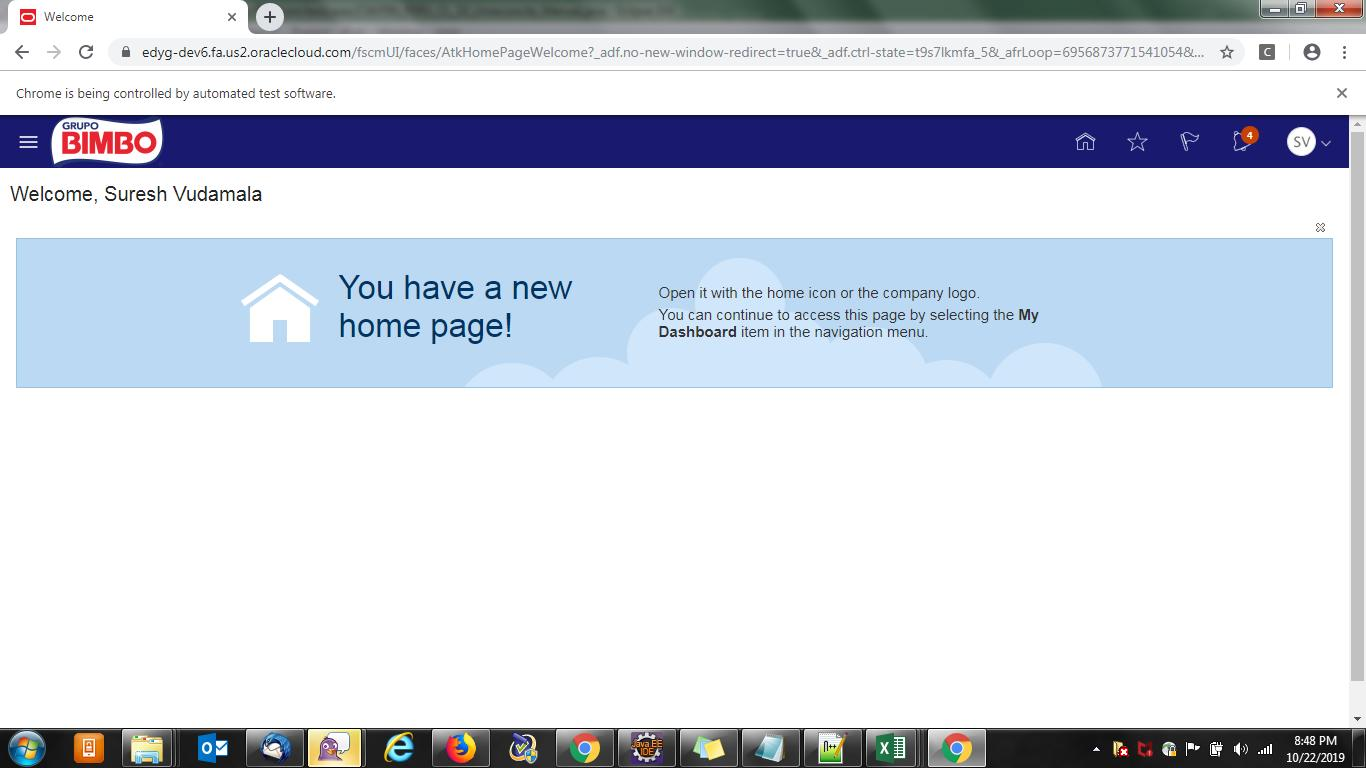 Welcome
edyg-dev6.fa.us2.oraclecloud.com/fscmUI/faces/AtkHomePageWelcome?_adf.no-new-window-redirect=true&_adf.ctrl-state=t9s7lkmfa_5&_afrLoop=6956873771541054&...
C
Chrome is being controlled by automated test software.
GRUPO
BIMBO
4
SV
Welcome, Suresh Vudamala
You have a new
home page!
Open it with the home icon or the company logo.
You can continue to access this page by selecting the My
Dashboard item in the navigation menu.
Java EE
IDE
n++
8:48 PM
10/22/2019